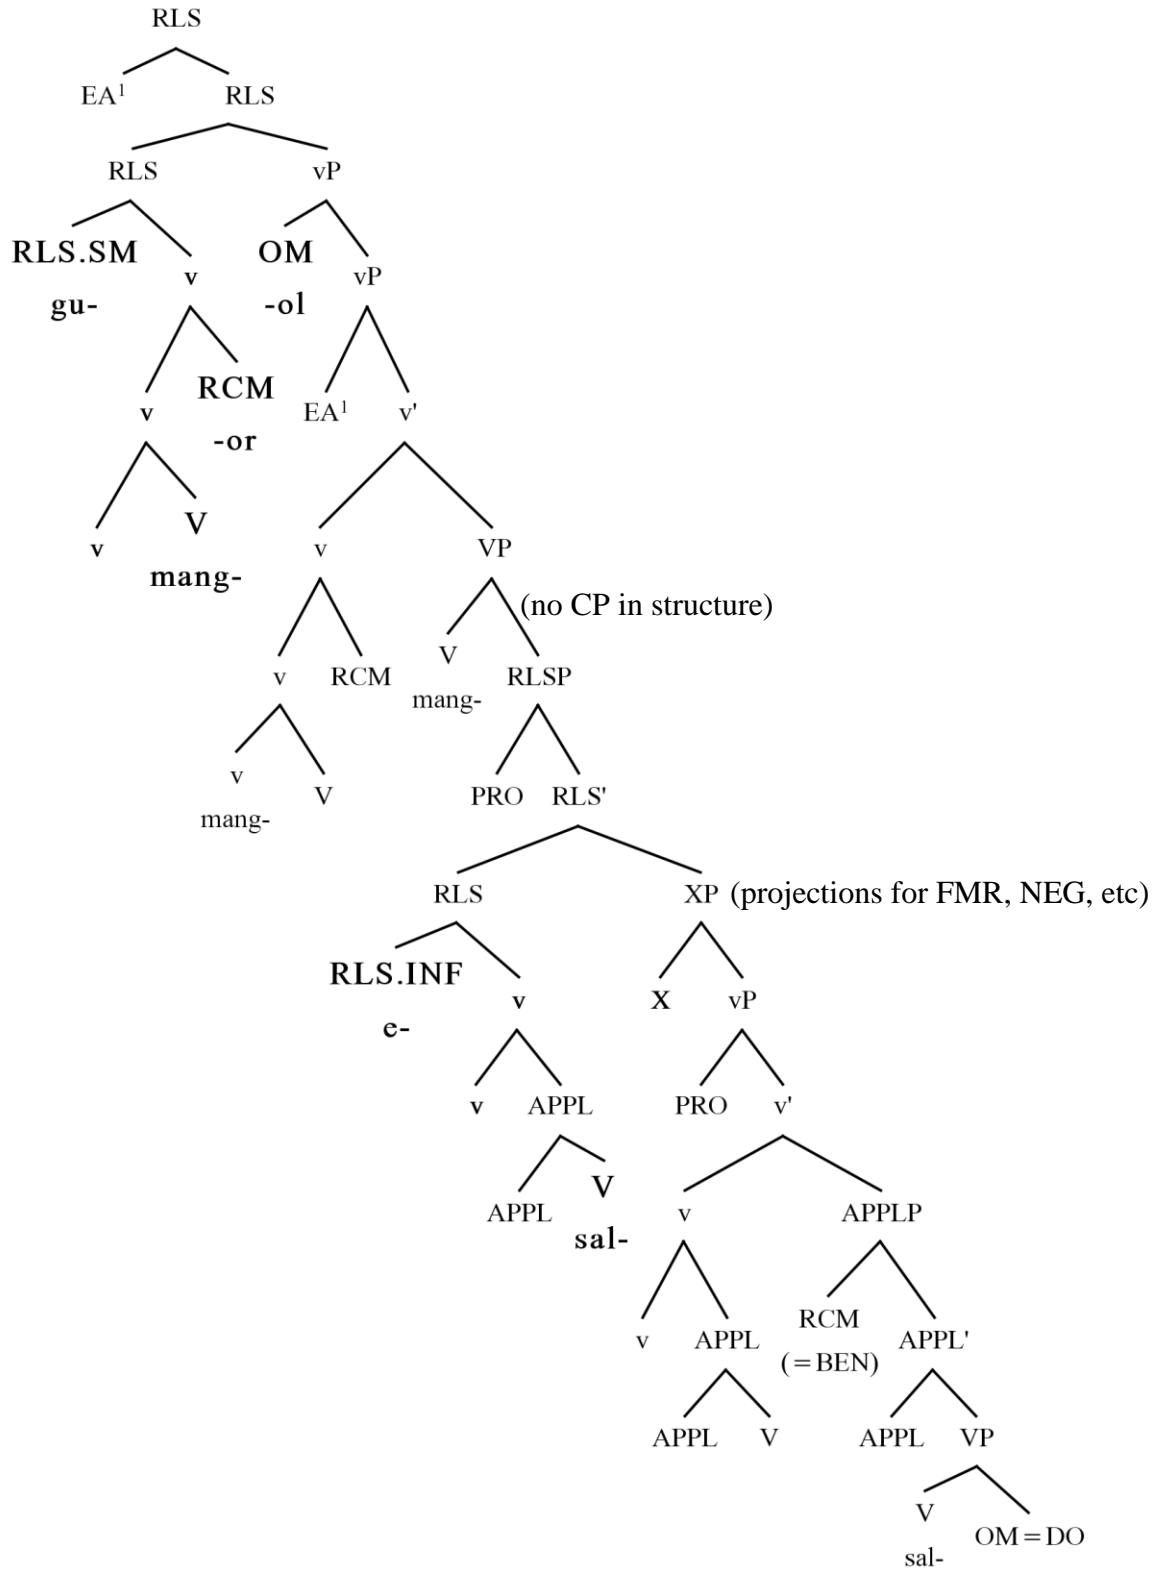 RLS
EA¹ RLS
RLS vP
RLS.SM OM
v vP
gu- -ol
RCM
v EA¹ v'
-or
V
v v VP
mang-
(no CP in structure)
V
v RCM RLSP
mang-
v PRO RLS'
V
mang-
RLS XP (projections for FMR, NEG, etc)
RLS.INF
v X vP
e-
v APPL PRO v'
V
APPL v APPLP
sal-
RCM
v APPL APPL'
(=BEN)
APPL V APPL VP
V
OM=DO
sal-